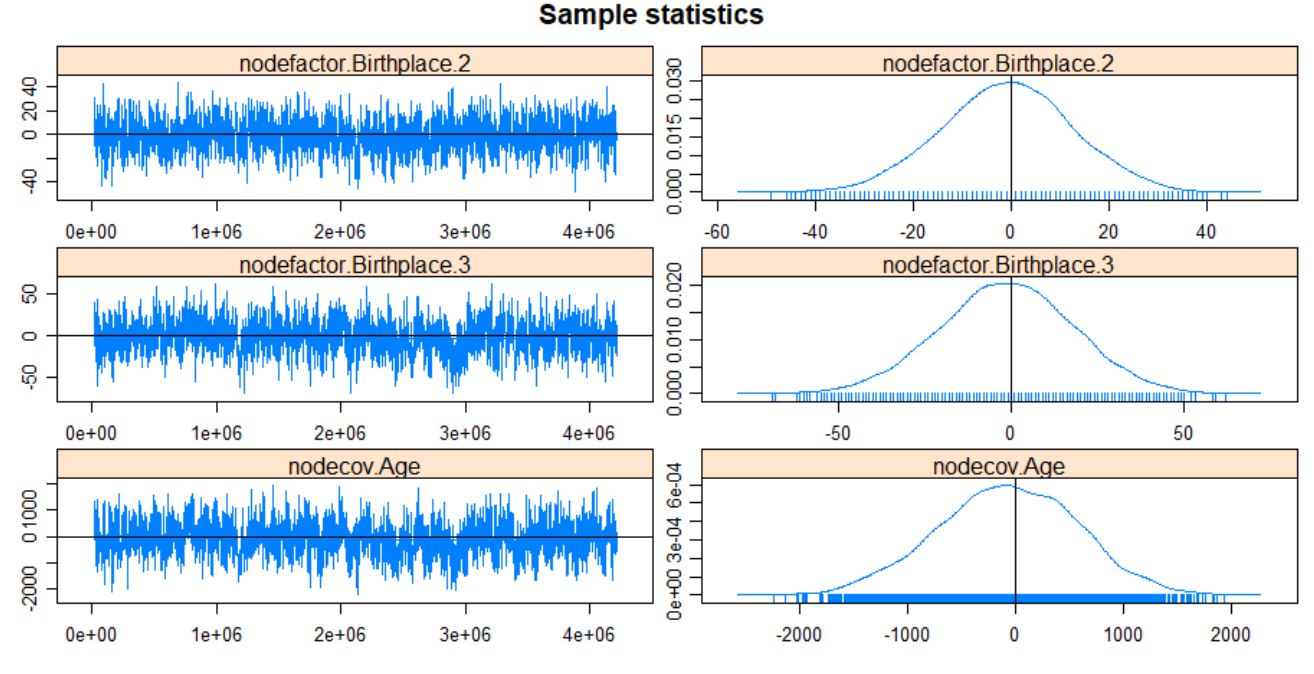 Sample statistics
nodefactor.Birthplace.2
nodefactor.Birthplace.2
40
20
0
40
0e+00 1e+06 2e+06 3e+06 4e+06
0.030
0.015
0.000
-60 -40 -20 0 20 40
nodefactor.Birthplace.3
nodefactor.Birthplace.3
50
0
-50
0e+00 1e+06 2e+06 3e+06 4e+06
0.020
0.010
0.000
-50 0 50
nodecov.Age
nodecov.Age
0 1000
-2000
0e+00 1e+06 2e+06 3e+06 4e+06
6e-04
3e-04
0e+00
-2000 -1000 0 1000 2000